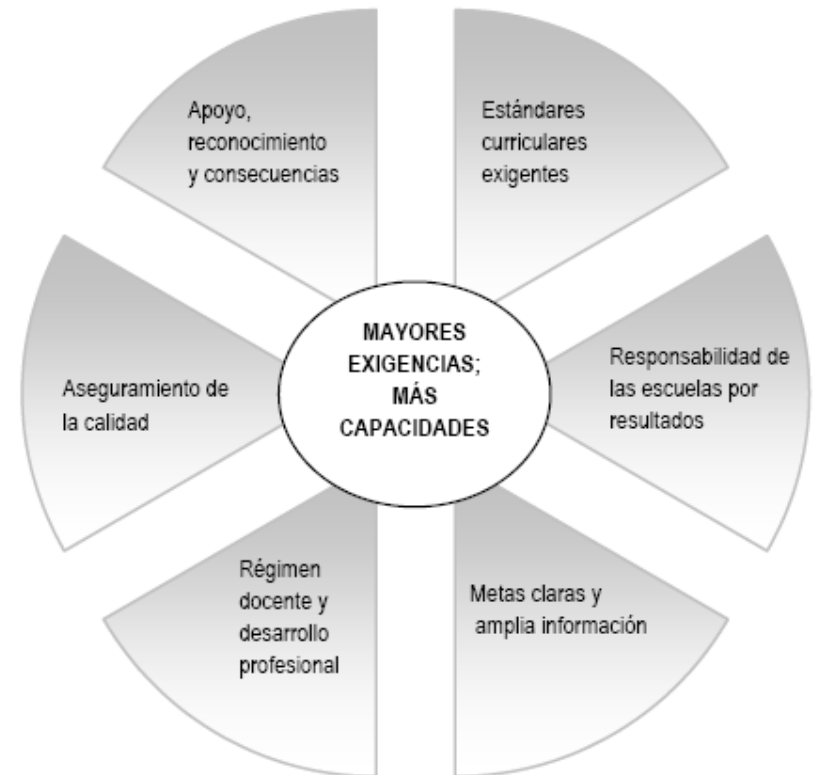 Apoyo,
reconocimiento
y consecuencias
Estándares
curriculares
exigentes
MAYORES
EXIGENCIAS;
MÁS
CAPACIDADES
Aseguramiento de
la calidad
Responsabilidad de
las escuelas por
resultados
Régimen
docente y
desarrollo
profesional
Metas claras y
amplia información